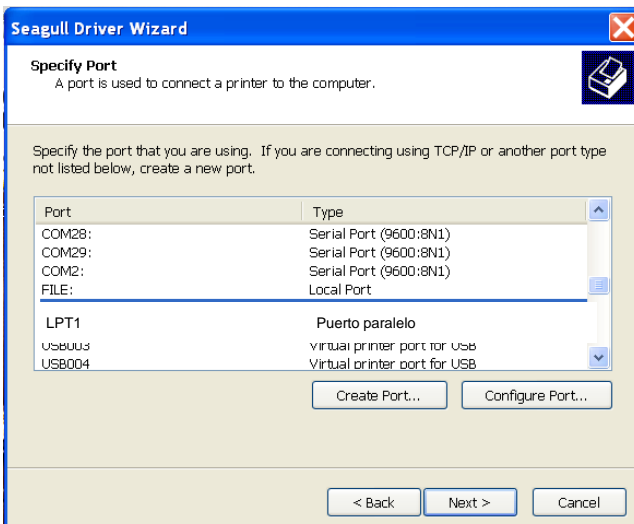 Seagull Driver Wizard
Specify Port
A port is used to connect a printer to the computer.
Specify the port that you are using. If you are connecting using TCP/IP or another port type
not listed below, create a new port.
Port Type
COM28: Serial Port (9600:8N1)
COM29: Serial Port (9600:8N1)
COM2: Serial Port (9600:8N1)
FILE: Local Port
LPT1 Puerto paralelo
USB003 Virtual printer port for USB
USB004 Virtual printer port for USB
Create Port... Configure Port...
< Back Next > Cancel